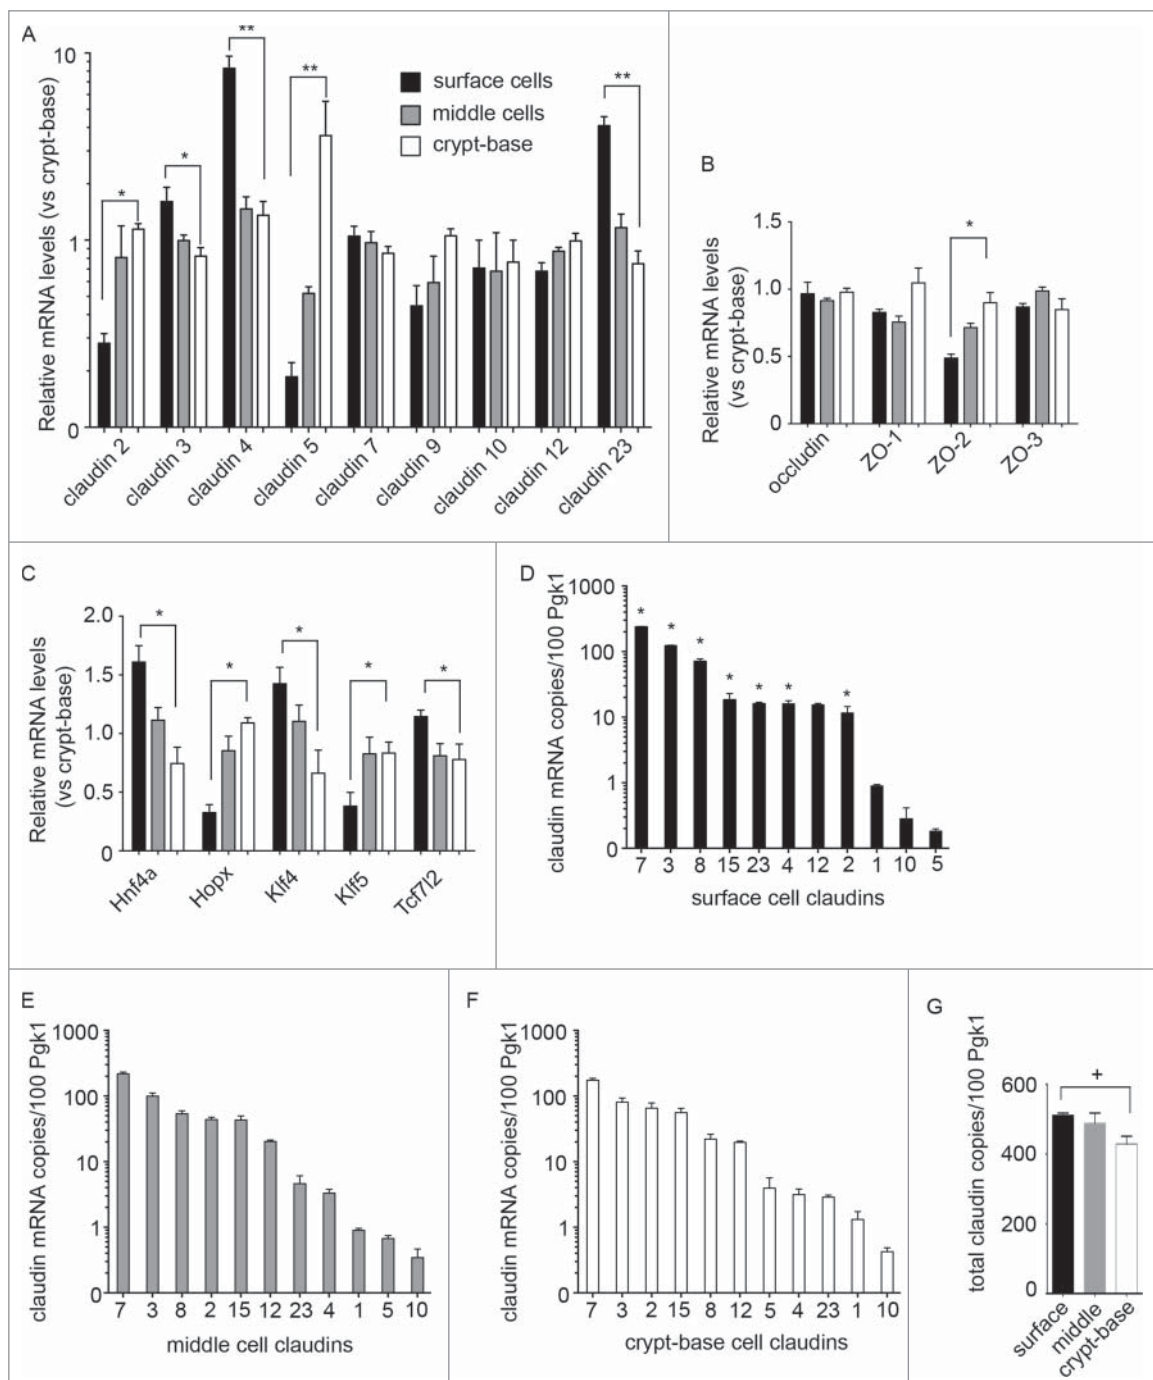 A
Relative mRNA levels (vs crypt-base)
10
1
0
**
**
**
*
*
surface cells
middle cells
crypt-base
claudin 2
claudin 3
claudin 4
claudin 5
claudin 7
claudin 9
claudin 10
claudin 12
claudin 23
B
Relative mRNA levels
(vs crypt-base)
1.5
1.0
0.5
0
*
occludin
ZO-1
ZO-2
ZO-3
C
Relative mRNA levels
(vs crypt-base)
2.0
1.5
1.0
0.5
0
*
*
*
*
*
Hnf4a
Hopx
Klf4
Klf5
Tcf7l2
D
claudin mRNA copies/100 Pgk1
1000
100
10
1
0
* * * * * * *
7 3 8 15 23 4 12 2 1 10 5
surface cell claudins
E
claudin mRNA copies/100 Pgk1
1000
100
10
1
0
7 3 8 2 15 12 23 4 1 5 10
middle cell claudins
F
claudin mRNA copies/100 Pgk1
1000
100
10
1
0
7 3 2 15 8 12 5 4 23 1 10
crypt-base cell claudins
G
total claudin copies/100 Pgk1
600
400
200
0
+
surface
middle
crypt-base